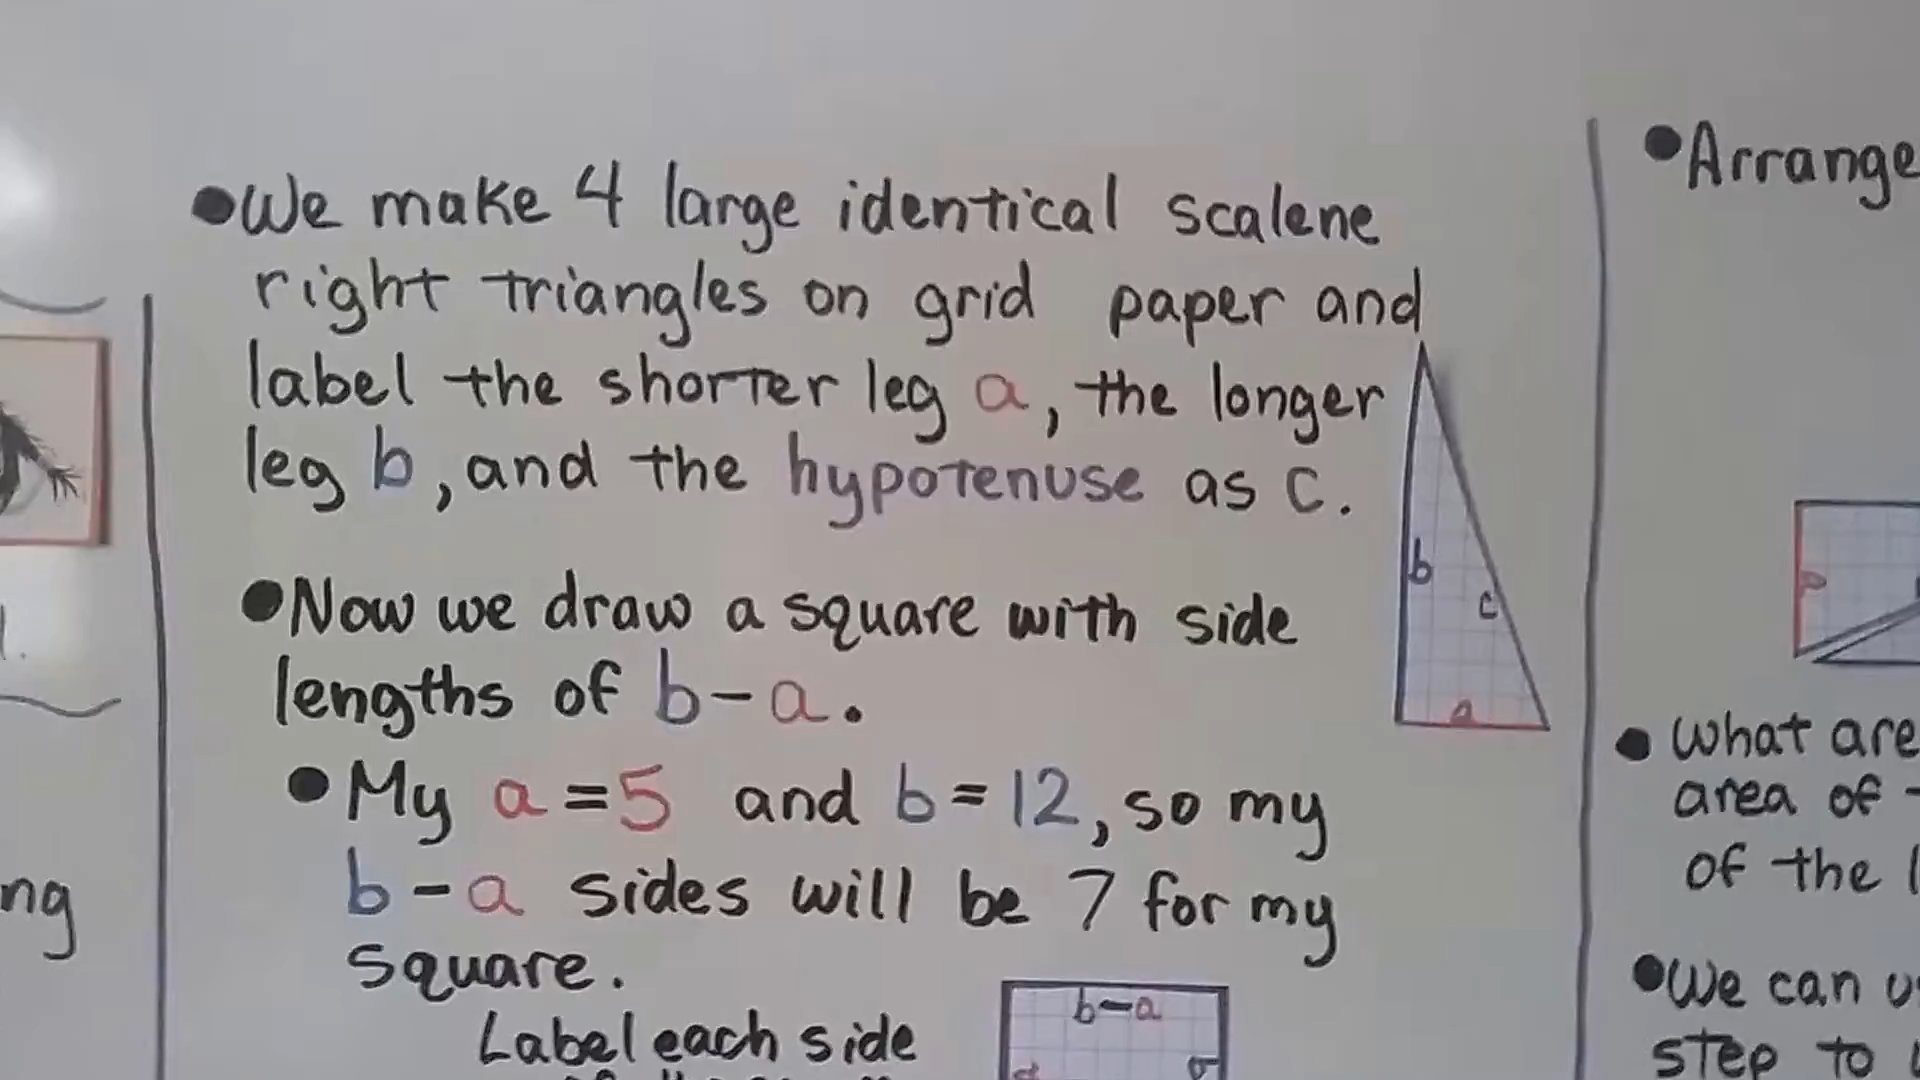 •We make 4 large identical scalene
right triangles on grid paper and
label the shorter leg a, the longer
leg b, and the hypotenuse as c.
b
c
a
•Now we draw a square with side
lengths of b-a.
•My a=5 and b=12, so my
b-a sides will be 7 for my
square.
Label each side
b-a
•Arrange
a
•What are
area of
of the
•We can
step to
ng